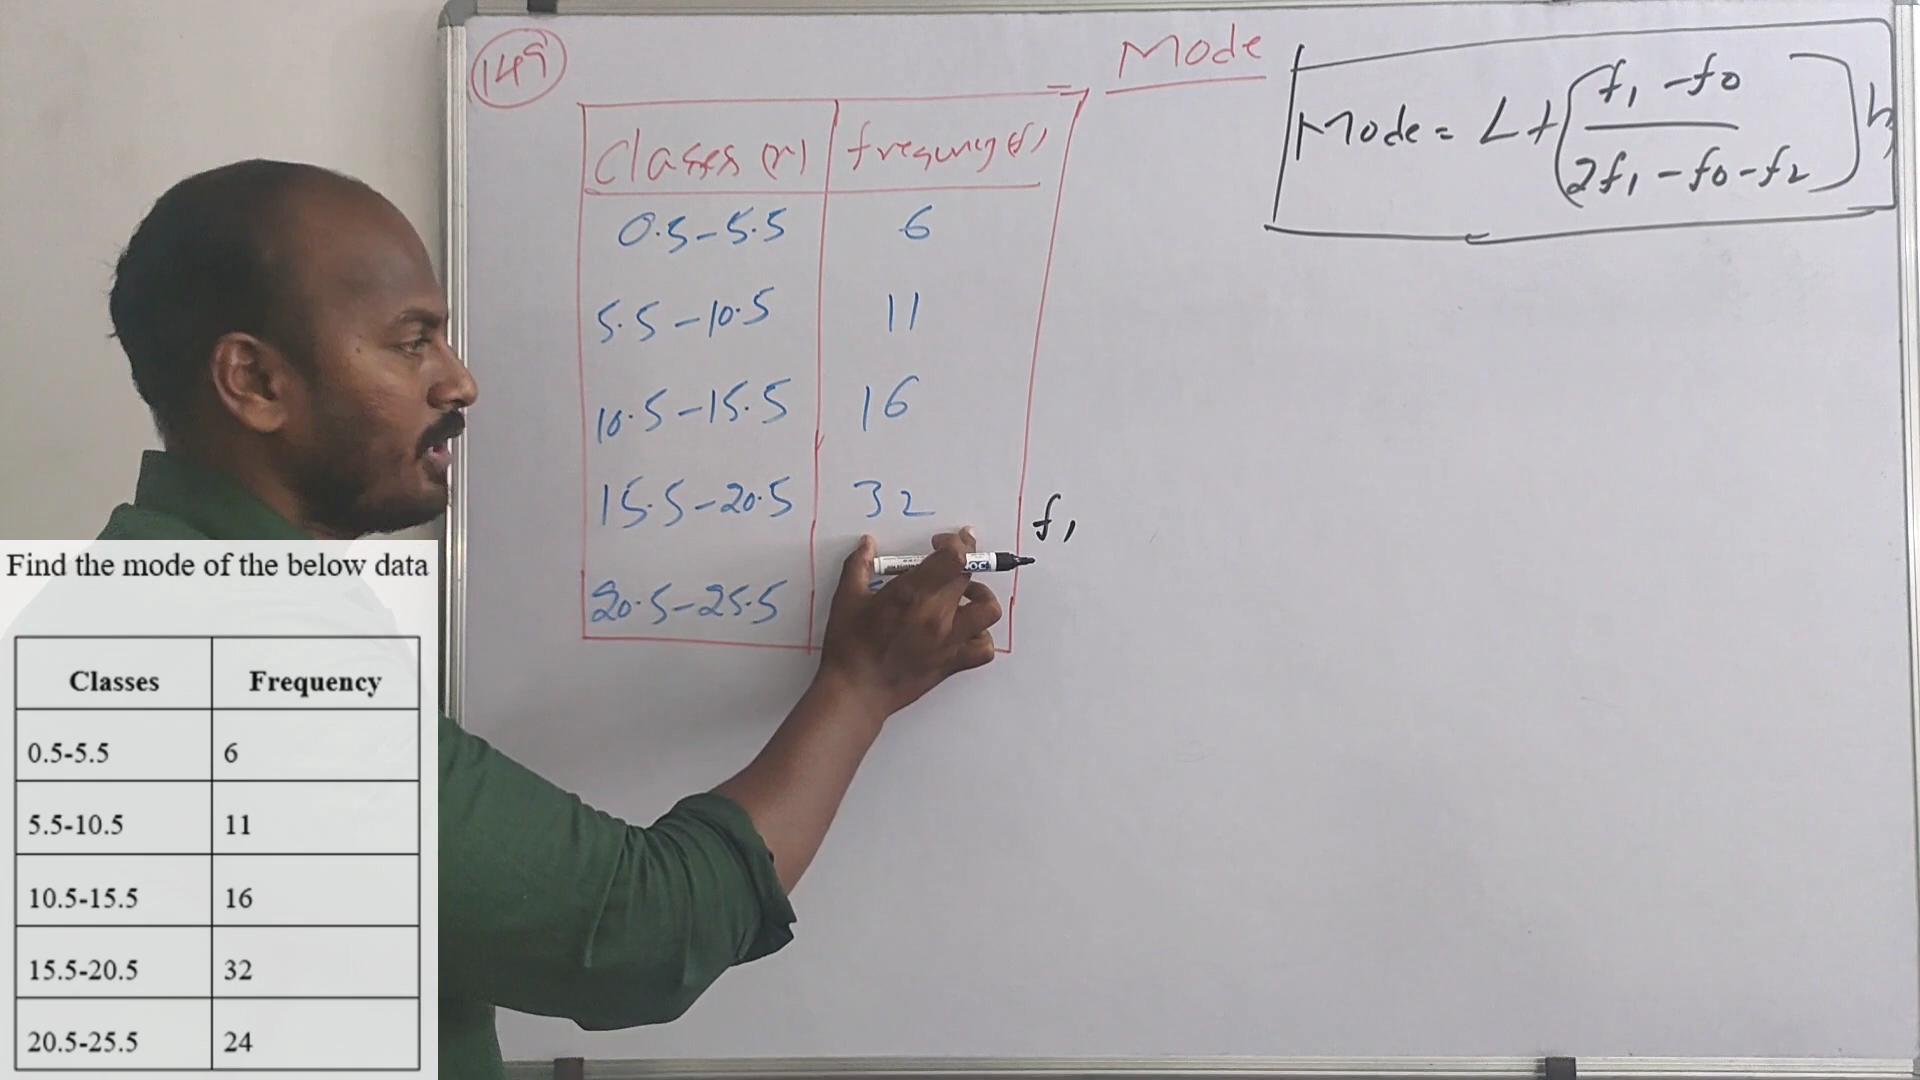 149
Mode
Mode = L + (f₁ - f0 / 2f₁ - f0 - f2) h
Classes (x) frequency (f)
0.5-5.5 6
5.5-10.5 11
10.5-15.5 16
15.5-20.5 32 f₁
20.5-25.5
Find the mode of the below data
Classes Frequency
0.5-5.5 6
5.5-10.5 11
10.5-15.5 16
15.5-20.5 32
20.5-25.5 24